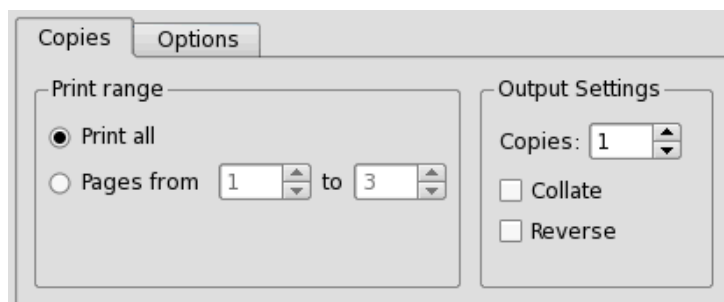 Copies Options
Print range
Print all
Pages from 1 to 3
Output Settings
Copies: 1
Collate
Reverse